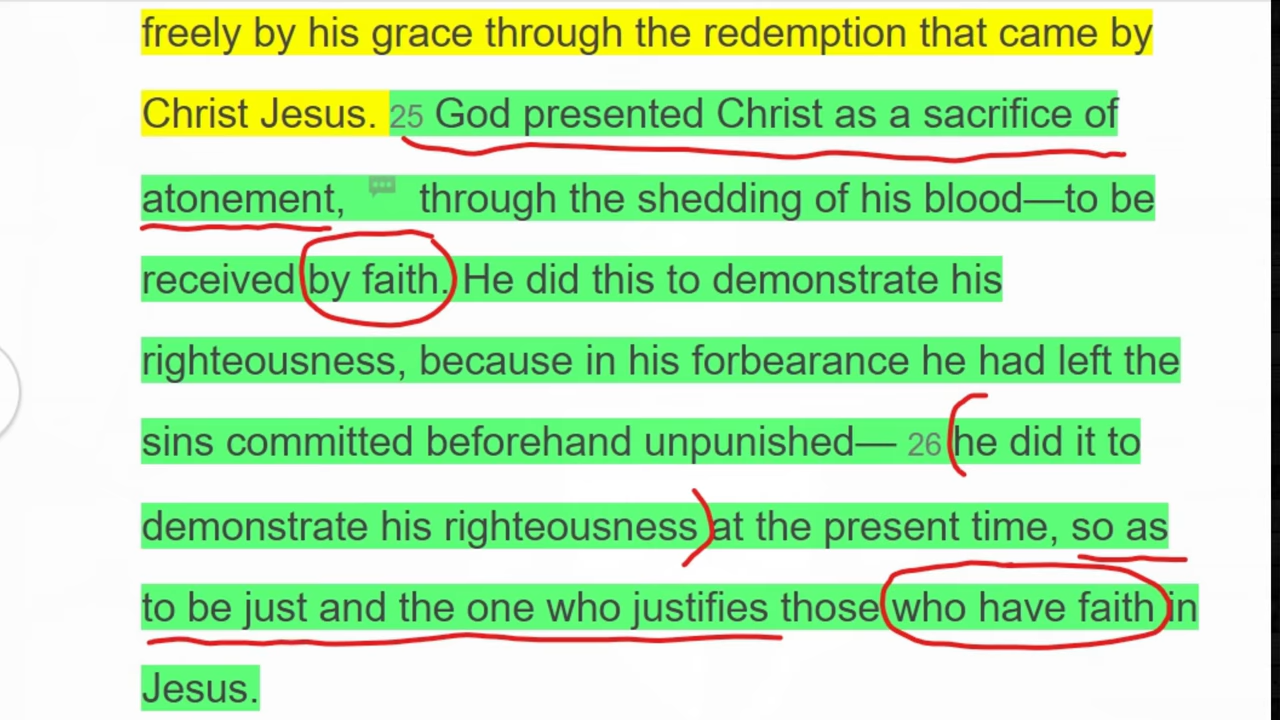 freely by his grace through the redemption that came by
Christ Jesus. 25 God presented Christ as a sacrifice of
atonement, through the shedding of his blood—to be
received by faith. He did this to demonstrate his
righteousness, because in his forbearance he had left the
sins committed beforehand unpunished— 26 he did it to
demonstrate his righteousness at the present time, so as
to be just and the one who justifies those who have faith in
Jesus.